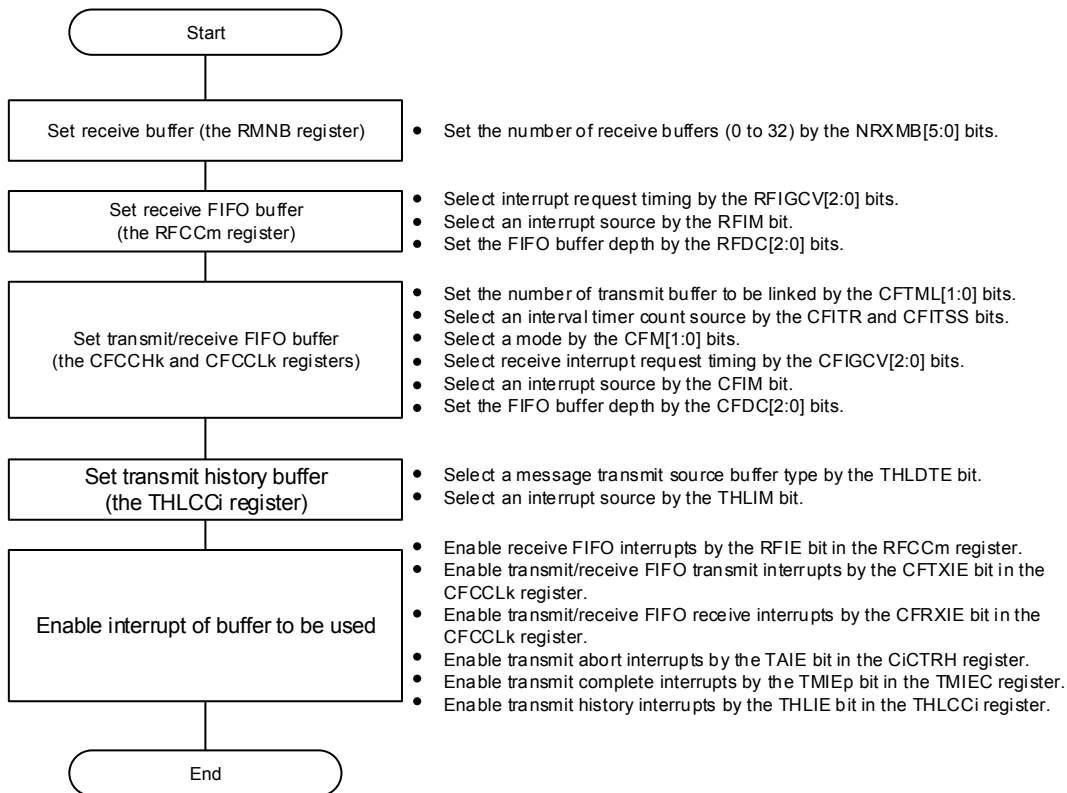 Start
Set receive buffer (the RMNB register)
• Set the number of receive buffers (0 to 32) by the NRXMB[5:0] bits.
Set receive FIFO buffer
(the RFCCm register)
• Select interrupt request timing by the RFIGCV[2:0] bits.
• Select an interrupt source by the RFIM bit.
• Set the FIFO buffer depth by the RFDC[2:0] bits.
Set transmit/receive FIFO buffer
(the CFCCHk and CFCCLk registers)
• Set the number of transmit buffer to be linked by the CFTML[1:0] bits.
• Select an interval timer count source by the CFITR and CFITSS bits.
• Select a mode by the CFM[1:0] bits.
• Select receive interrupt request timing by the CFIGCV[2:0] bits.
• Select an interrupt source by the CFIM bit.
• Set the FIFO buffer depth by the CFDC[2:0] bits.
Set transmit history buffer
(the THLCCi register)
• Select a message transmit source buffer type by the THLDTE bit.
• Select an interrupt source by the THLIM bit.
Enable interrupt of buffer to be used
• Enable receive FIFO interrupts by the RFIE bit in the RFCCm register.
• Enable transmit/receive FIFO transmit interrupts by the CFTXIE bit in the
CFCCLk register.
• Enable transmit/receive FIFO receive interrupts by the CFRXIE bit in the
CFCCLk register.
• Enable transmit abort interrupts by the TAIE bit in the CiCTRH register.
• Enable transmit complete interrupts by the TMIEp bit in the TMIEC register.
• Enable transmit history interrupts by the THLIE bit in the THLCCi register.
End